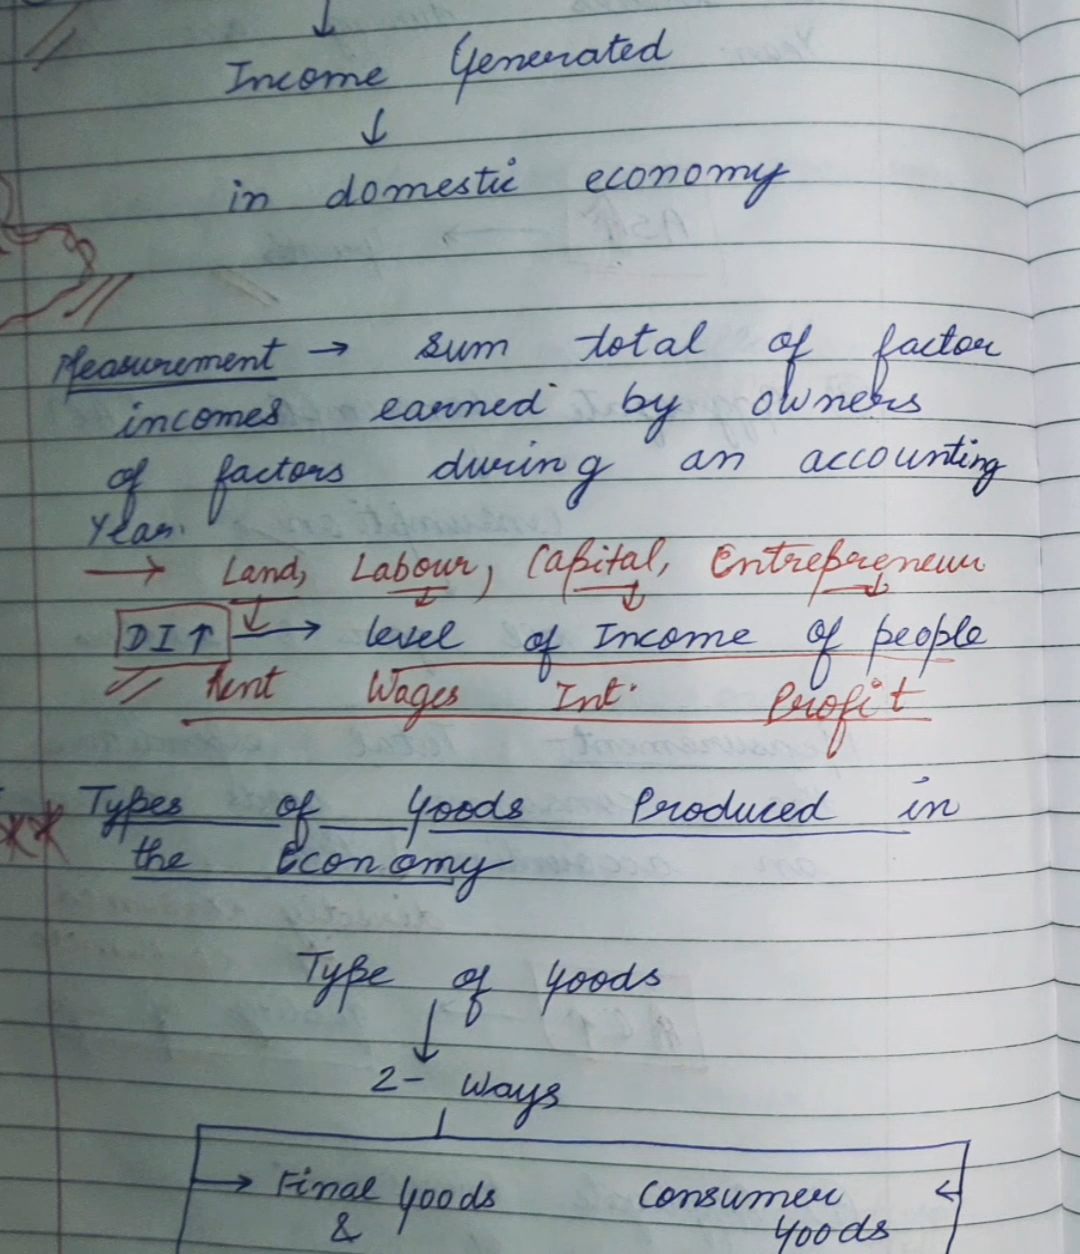 ↓
Income Generated
↓
in domestic economy
Measurement → sum total of factor
incomes earned by owners
of factors during an accounting
Year.
→ Land, Labour, Capital, Entrepreneur
DI↑ → level of Income of people
Rent Wages Int. Profit
** Types of Goods Produced in
the Economy
Type of Goods
↓
2- Ways
→ Final Goods Consumer ←
& Goods